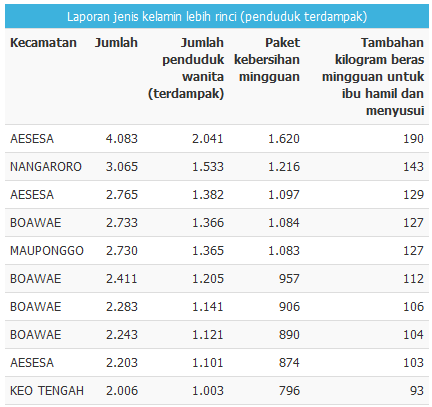 Laporan jenis kelamin lebih rinci (penduduk terdampak)
Kecamatan Jumlah Jumlah penduduk wanita (terdampak) Paket kebersihan mingguan Tambahan kilogram beras mingguan untuk ibu hamil dan menyusui
AESESA 4.083 2.041 1.620 190
NANGARORO 3.065 1.533 1.216 143
AESESA 2.765 1.382 1.097 129
BOAWAE 2.733 1.366 1.084 127
MAUPONGGO 2.730 1.365 1.083 127
BOAWAE 2.411 1.205 957 112
BOAWAE 2.283 1.141 906 106
BOAWAE 2.243 1.121 890 104
AESESA 2.203 1.101 874 103
KEO TENGAH 2.006 1.003 796 93